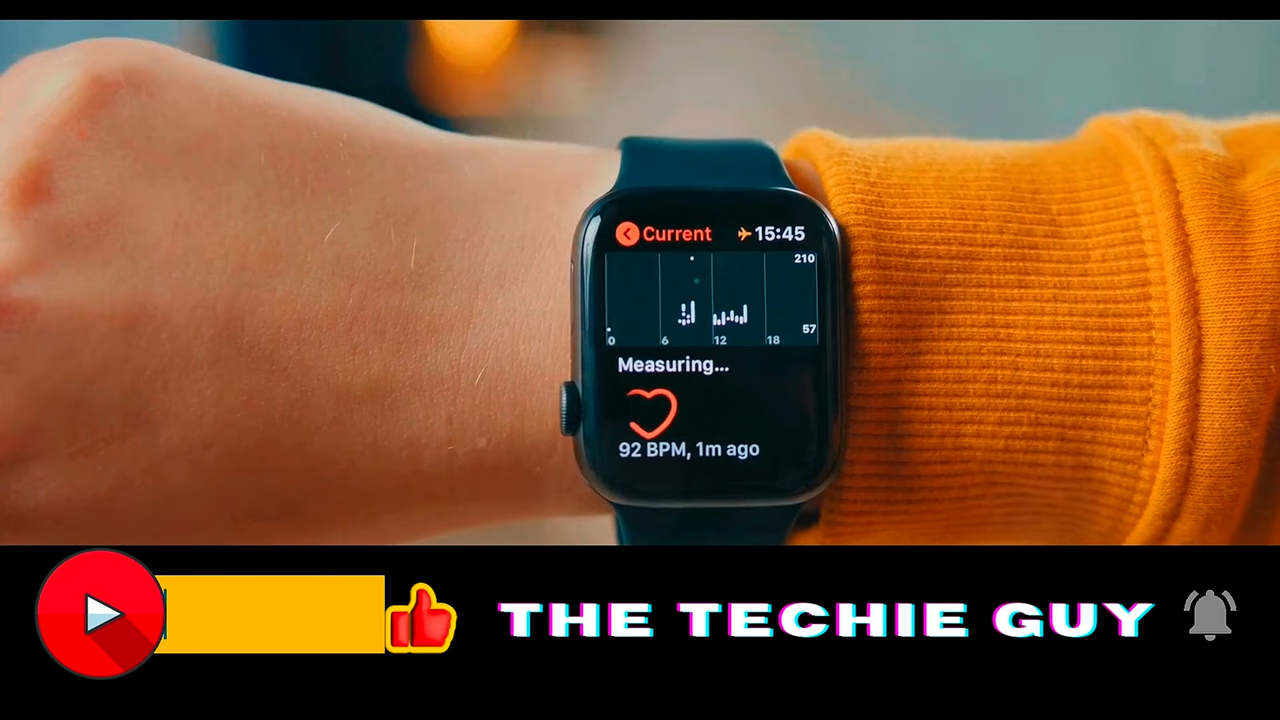 Current 15:45
210
57
0 6 12 18
Measuring...
92 BPM, 1m ago
THE TECHIE GUY